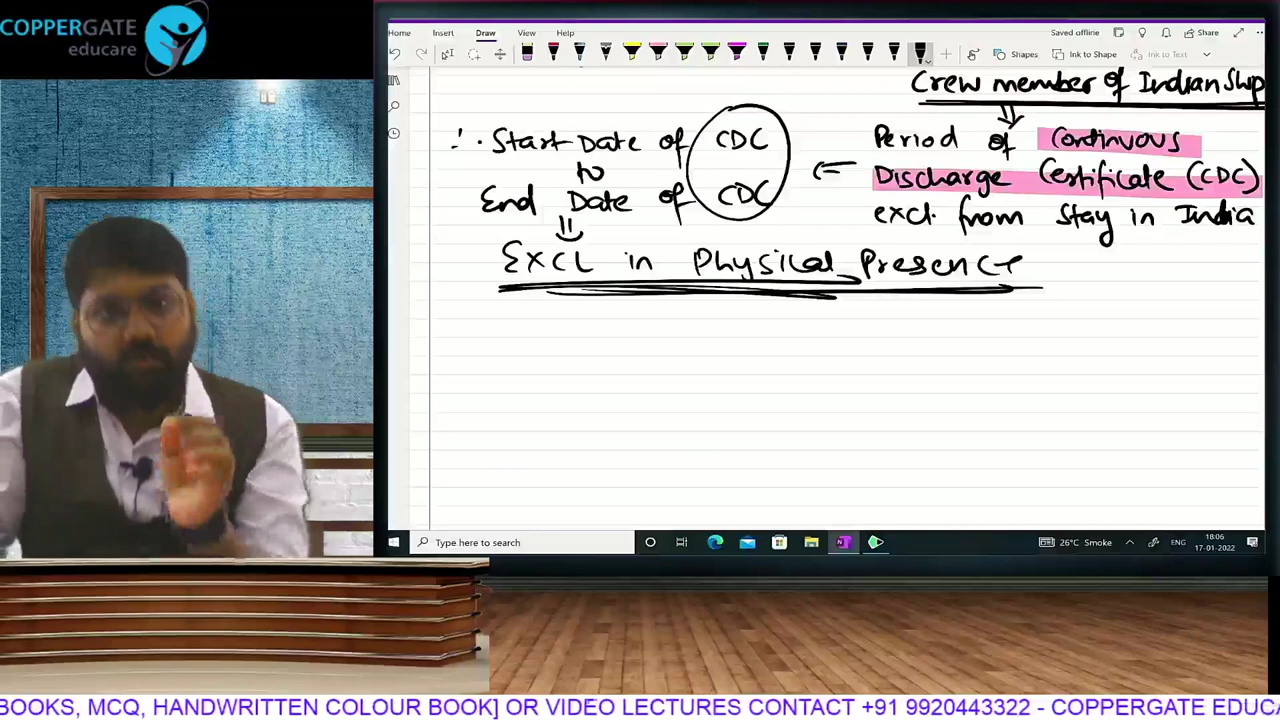 COPPERGATE
educare
Home Insert Draw View Help
Saved offline
Share
Shapes
Ink to Shape
Ink to Text
Crew member of Indian Ship
∴ Start Date of CDC
to
End Date of CDC
⇓
EXCL in Physical Presence
⇓
Period of Continuous
Discharge Certificate (CDC)
excl. from Stay in India
⇐
Type here to search
26°C Smoke
ENG
18:06
17-01-2022
BOOKS, MCQ, HANDWRITTEN COLOUR BOOK] OR VIDEO LECTURES CONTACT +91 9920443322 - COPPERGATE EDUCA